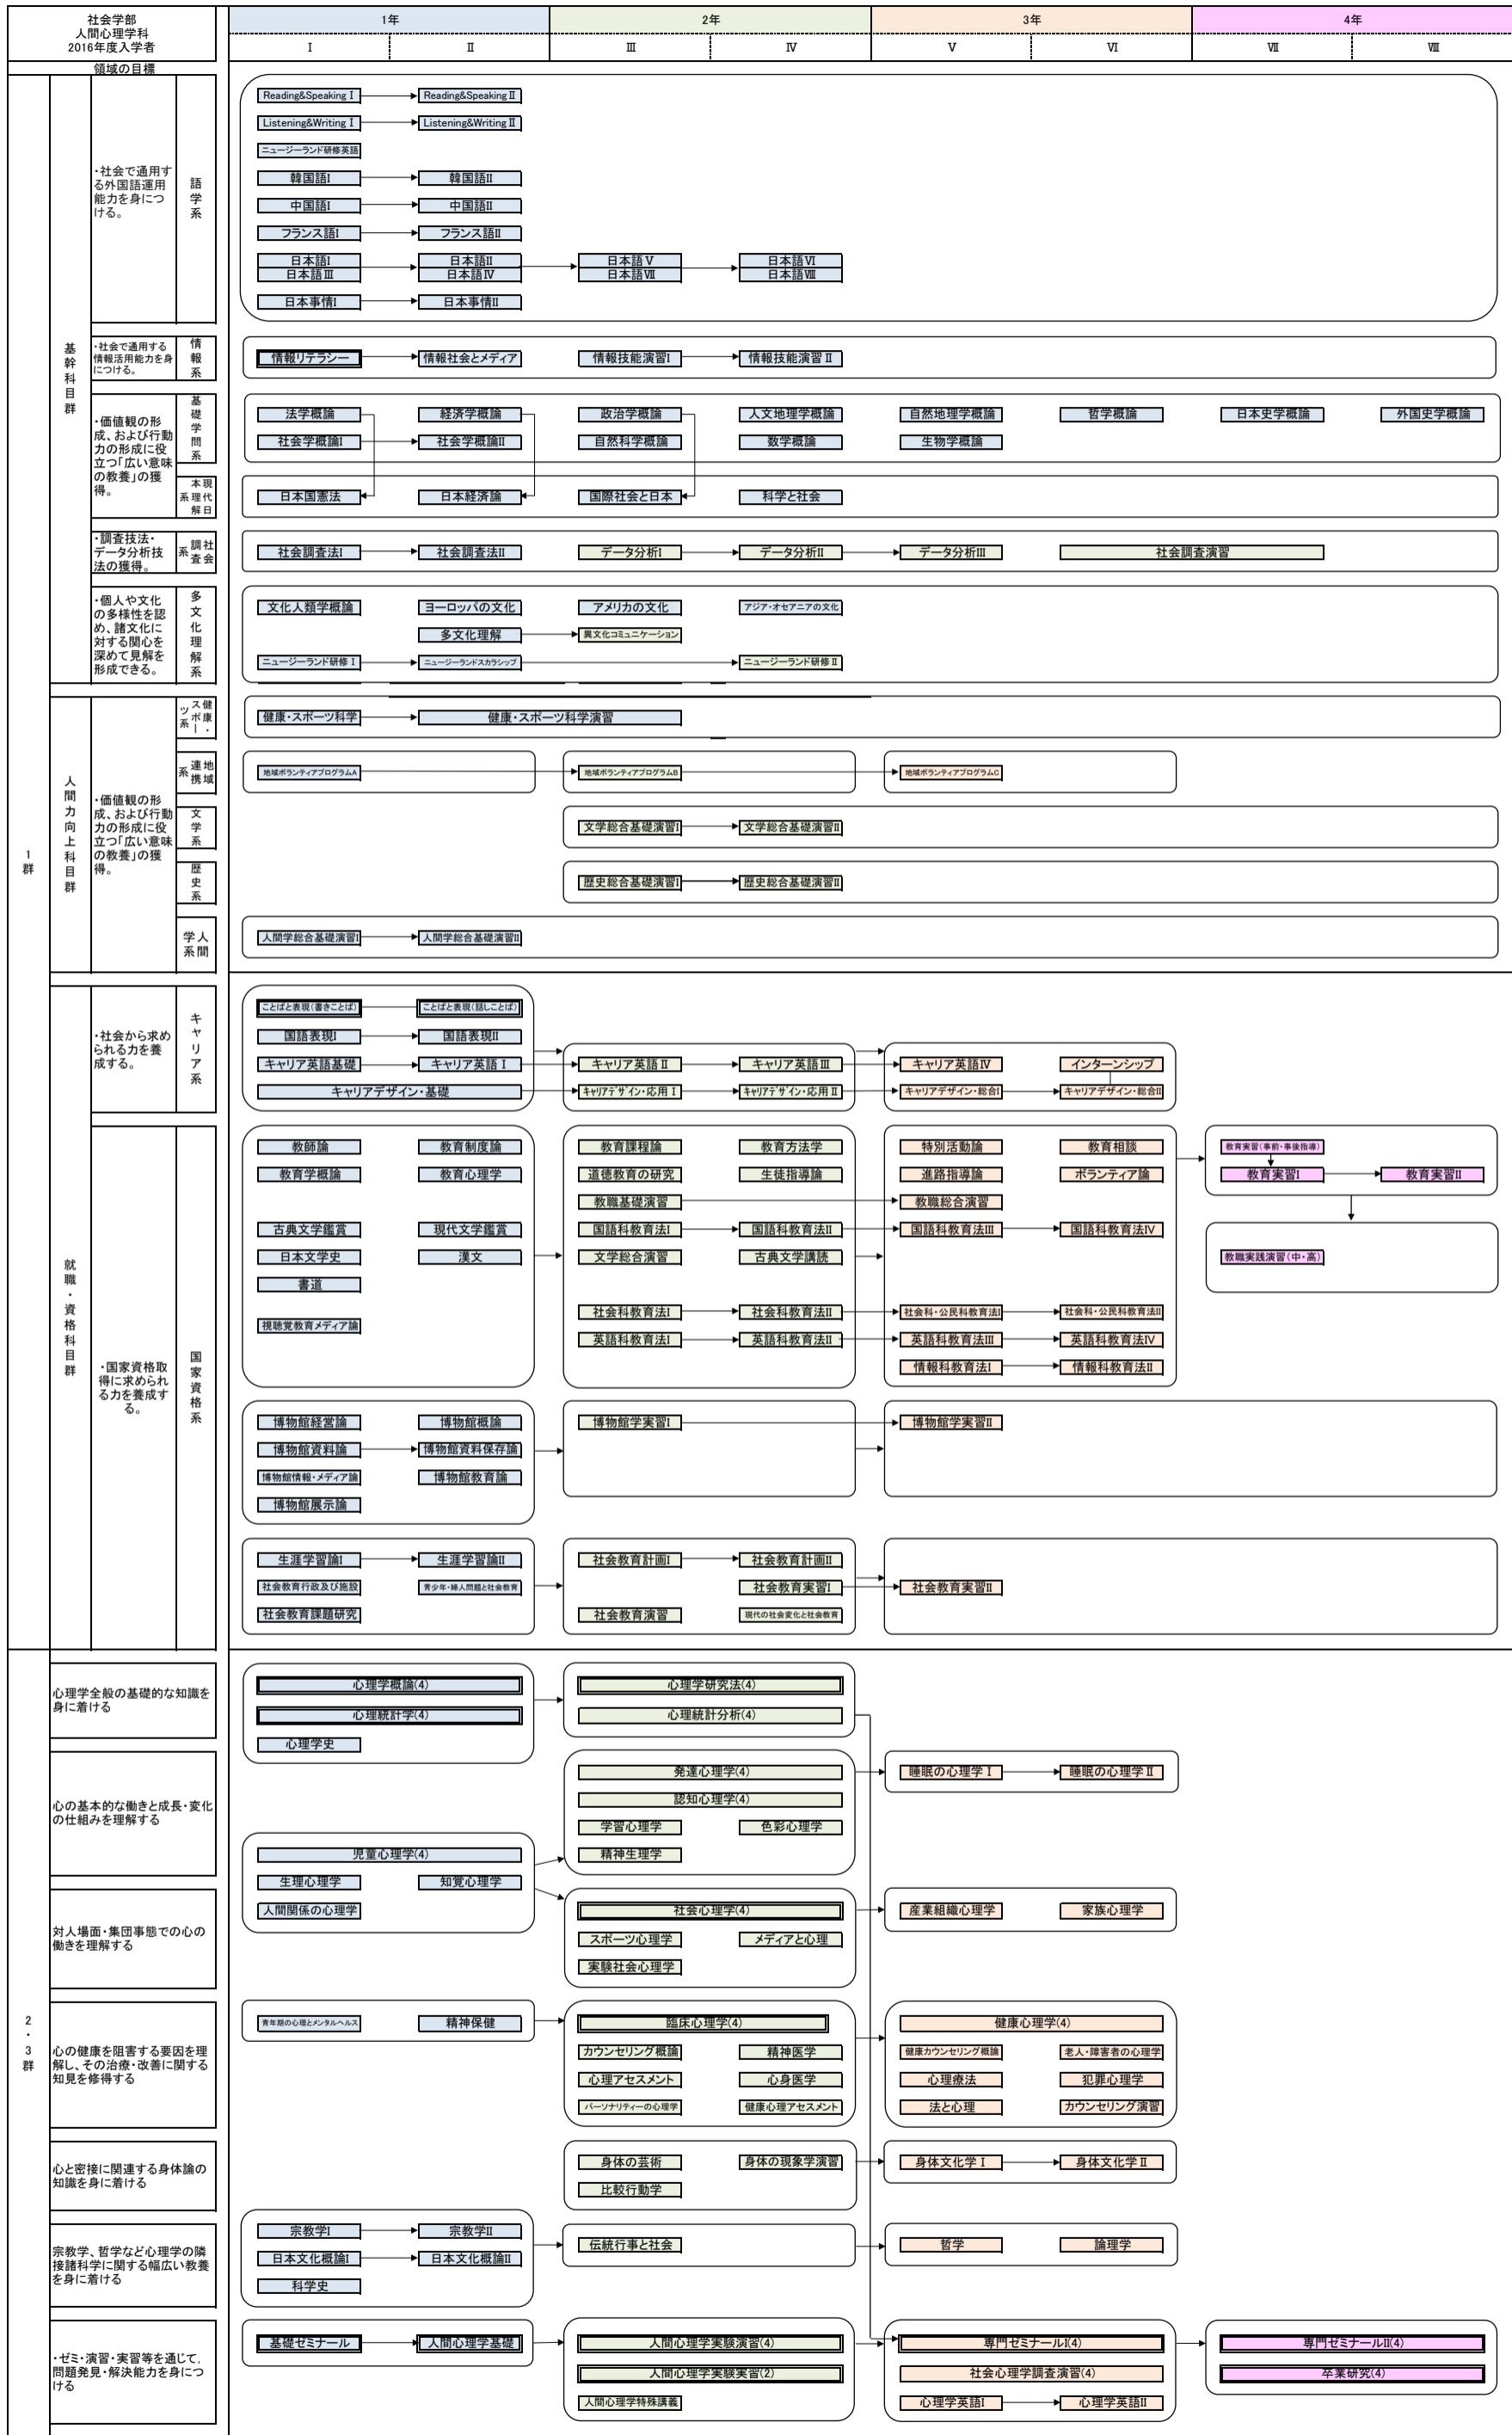 社会学部
人間心理学科
2016年度入学者
1年
2年
3年
4年
Ⅰ
Ⅱ
Ⅲ
Ⅳ
Ⅴ
Ⅵ
Ⅶ
Ⅷ
領域の目標
1群
基幹科目群
・社会で通用する外国語運用能力を身につける。
語学系
Reading&Speaking Ⅰ
Reading&Speaking Ⅱ
Listening&Writing Ⅰ
Listening&Writing Ⅱ
ニュージーランド研修英語
韓国語Ⅰ
韓国語Ⅱ
中国語Ⅰ
中国語Ⅱ
フランス語Ⅰ
フランス語Ⅱ
日本語Ⅰ
日本語Ⅱ
日本語Ⅴ
日本語Ⅵ
日本語Ⅲ
日本語Ⅳ
日本語Ⅶ
日本語Ⅷ
日本事情Ⅰ
日本事情Ⅱ
・社会で通用する情報活用能力を身につける。
情報系
情報リテラシー
情報社会とメディア
情報技能演習Ⅰ
情報技能演習Ⅱ
・価値観の形成、および行動力の形成に役立つ「広い意味の教養」の獲得。
基礎学問系
法学概論
経済学概論
政治学概論
人文地理学概論
自然地理学概論
哲学概論
日本史学概論
外国史学概論
社会学概論Ⅰ
社会学概論Ⅱ
自然科学概論
数学概論
生物学概論
現代日本理解系
日本国憲法
日本経済論
国際社会と日本
科学と社会
・調査技法・データ分析技法の獲得。
社会調査系
社会調査法Ⅰ
社会調査法Ⅱ
データ分析Ⅰ
データ分析Ⅱ
データ分析Ⅲ
社会調査演習
・個人や文化の多様性を認め、諸文化に対する関心を深めて見解を形成できる。
多文化理解系
文化人類学概論
ヨーロッパの文化
アメリカの文化
アジア・オセアニアの文化
多文化理解
異文化コミュニケーション
ニュージーランド研修Ⅰ
ニュージーランドスカラシップ
ニュージーランド研修Ⅱ
人間力向上科目群
・価値観の形成、および行動力の形成に役立つ「広い意味の教養」の獲得。
健康・スポーツ系
健康・スポーツ科学
健康・スポーツ科学演習
地域連携系
地域ボランティアプログラムA
地域ボランティアプログラムB
地域ボランティアプログラムC
文学系
文学総合基礎演習Ⅰ
文学総合基礎演習Ⅱ
歴史系
歴史総合基礎演習Ⅰ
歴史総合基礎演習Ⅱ
人間学系
人間学総合基礎演習Ⅰ
人間学総合基礎演習Ⅱ
就職・資格科目群
・社会から求められる力を養成する。
キャリア系
ことばと表現(書きことば)
ことばと表現(話しことば)
国語表現Ⅰ
国語表現Ⅱ
キャリア英語基礎
キャリア英語Ⅰ
キャリア英語Ⅱ
キャリア英語Ⅲ
キャリア英語Ⅳ
インターンシップ
キャリアデザイン・基礎
キャリアデザイン・応用Ⅰ
キャリアデザイン・応用Ⅱ
キャリアデザイン・総合Ⅰ
キャリアデザイン・総合Ⅱ
・国家資格取得に求められる力を養成する。
国家資格系
教師論
教育制度論
教育課程論
教育方法学
特別活動論
教育相談
教育実習(事前・事後指導)
教育学概論
教育心理学
道徳教育の研究
生徒指導論
進路指導論
ボランティア論
教育実習Ⅰ
教育実習Ⅱ
教職基礎演習
教職総合演習
古典文学鑑賞
現代文学鑑賞
国語科教育法Ⅰ
国語科教育法Ⅱ
国語科教育法Ⅲ
国語科教育法Ⅳ
日本文学史
漢文
文学総合演習
古典文学講読
教職実践演習(中・高)
書道
社会科教育法Ⅰ
社会科教育法Ⅱ
社会科・公民科教育法Ⅰ
社会科・公民科教育法Ⅱ
視聴覚教育メディア論
英語科教育法Ⅰ
英語科教育法Ⅱ
英語科教育法Ⅲ
英語科教育法Ⅳ
情報科教育法Ⅰ
情報科教育法Ⅱ
博物館経営論
博物館概論
博物館学実習Ⅰ
博物館学実習Ⅱ
博物館資料論
博物館資料保存論
博物館情報・メディア論
博物館教育論
博物館展示論
生涯学習論Ⅰ
生涯学習論Ⅱ
社会教育計画Ⅰ
社会教育計画Ⅱ
社会教育行政及び施設
青少年・婦人問題と社会教育
社会教育実習Ⅰ
社会教育実習Ⅱ
社会教育課題研究
社会教育演習
現代の社会変化と社会教育
2・3群
心理学全般の基礎的な知識を身に着ける
心理学概論(4)
心理学研究法(4)
心理統計学(4)
心理統計分析(4)
心理学史
心の基本的な働きと成長・変化の仕組みを理解する
発達心理学(4)
睡眠の心理学Ⅰ
睡眠の心理学Ⅱ
認知心理学(4)
学習心理学
色彩心理学
児童心理学(4)
精神生理学
生理心理学
知覚心理学
人間関係の心理学
対人場面・集団事態での心の働きを理解する
社会心理学(4)
産業組織心理学
家族心理学
スポーツ心理学
メディアと心理
実験社会心理学
心の健康を阻害する要因を理解し、その治療・改善に関する知見を修得する
青年期の心理とメンタルヘルス
精神保健
臨床心理学(4)
健康心理学(4)
カウンセリング概論
精神医学
健康カウンセリング概論
老人・障害者の心理学
心理アセスメント
心身医学
心理療法
犯罪心理学
パーソナリティーの心理学
健康心理アセスメント
法と心理
カウンセリング演習
心と密接に関連する身体論の知識を身に着ける
身体の芸術
身体の現象学演習
身体文化学Ⅰ
身体文化学Ⅱ
比較行動学
宗教学、哲学など心理学の隣接諸科学に関する幅広い教養を身に着ける
宗教学Ⅰ
宗教学Ⅱ
伝統行事と社会
哲学
論理学
日本文化概論Ⅰ
日本文化概論Ⅱ
科学史
・ゼミ・演習・実習等を通じて、問題発見・解決能力を身につける
基礎ゼミナール
人間心理学基礎
人間心理学実験演習(4)
専門ゼミナールⅠ(4)
専門ゼミナールⅡ(4)
人間心理学実験実習(2)
社会心理学調査演習(4)
卒業研究(4)
人間心理学特殊講義
心理学英語Ⅰ
心理学英語Ⅱ